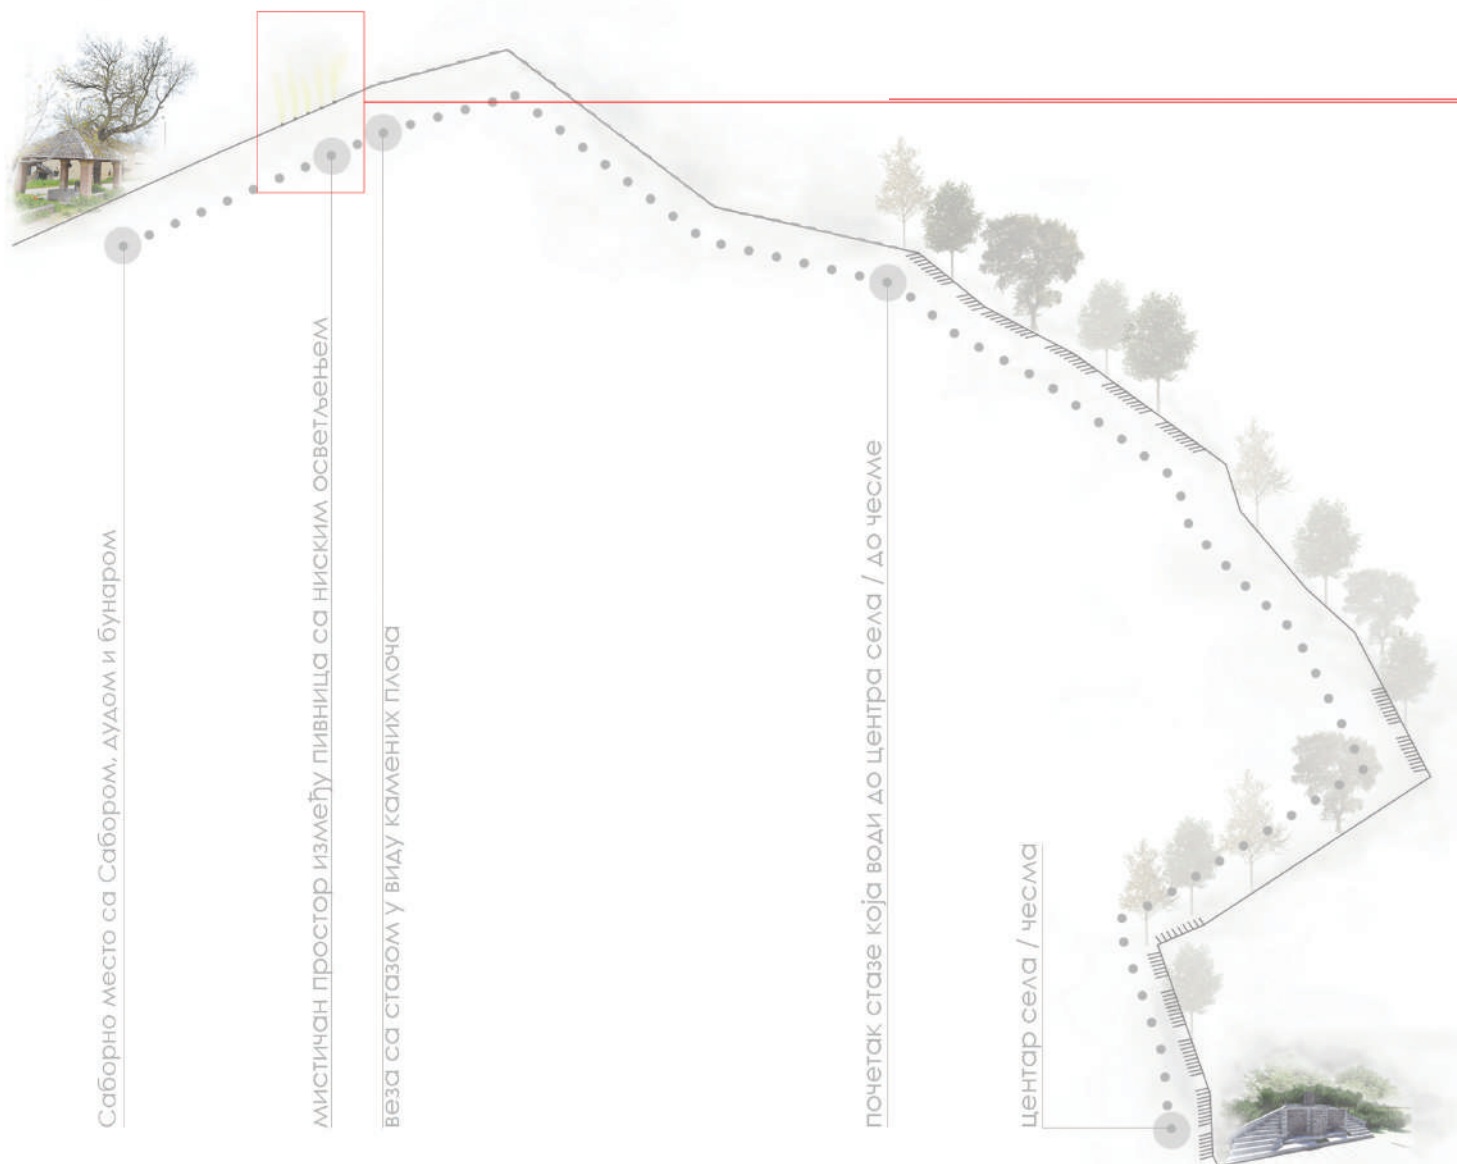 Саборно место са Сабором, дудом и бунаром
мистичан простор између пивница са ниским осветљењем
веза са стазом у виду камених плоча
почетак стазе која води до центра села / до чесме
центар села / чесма